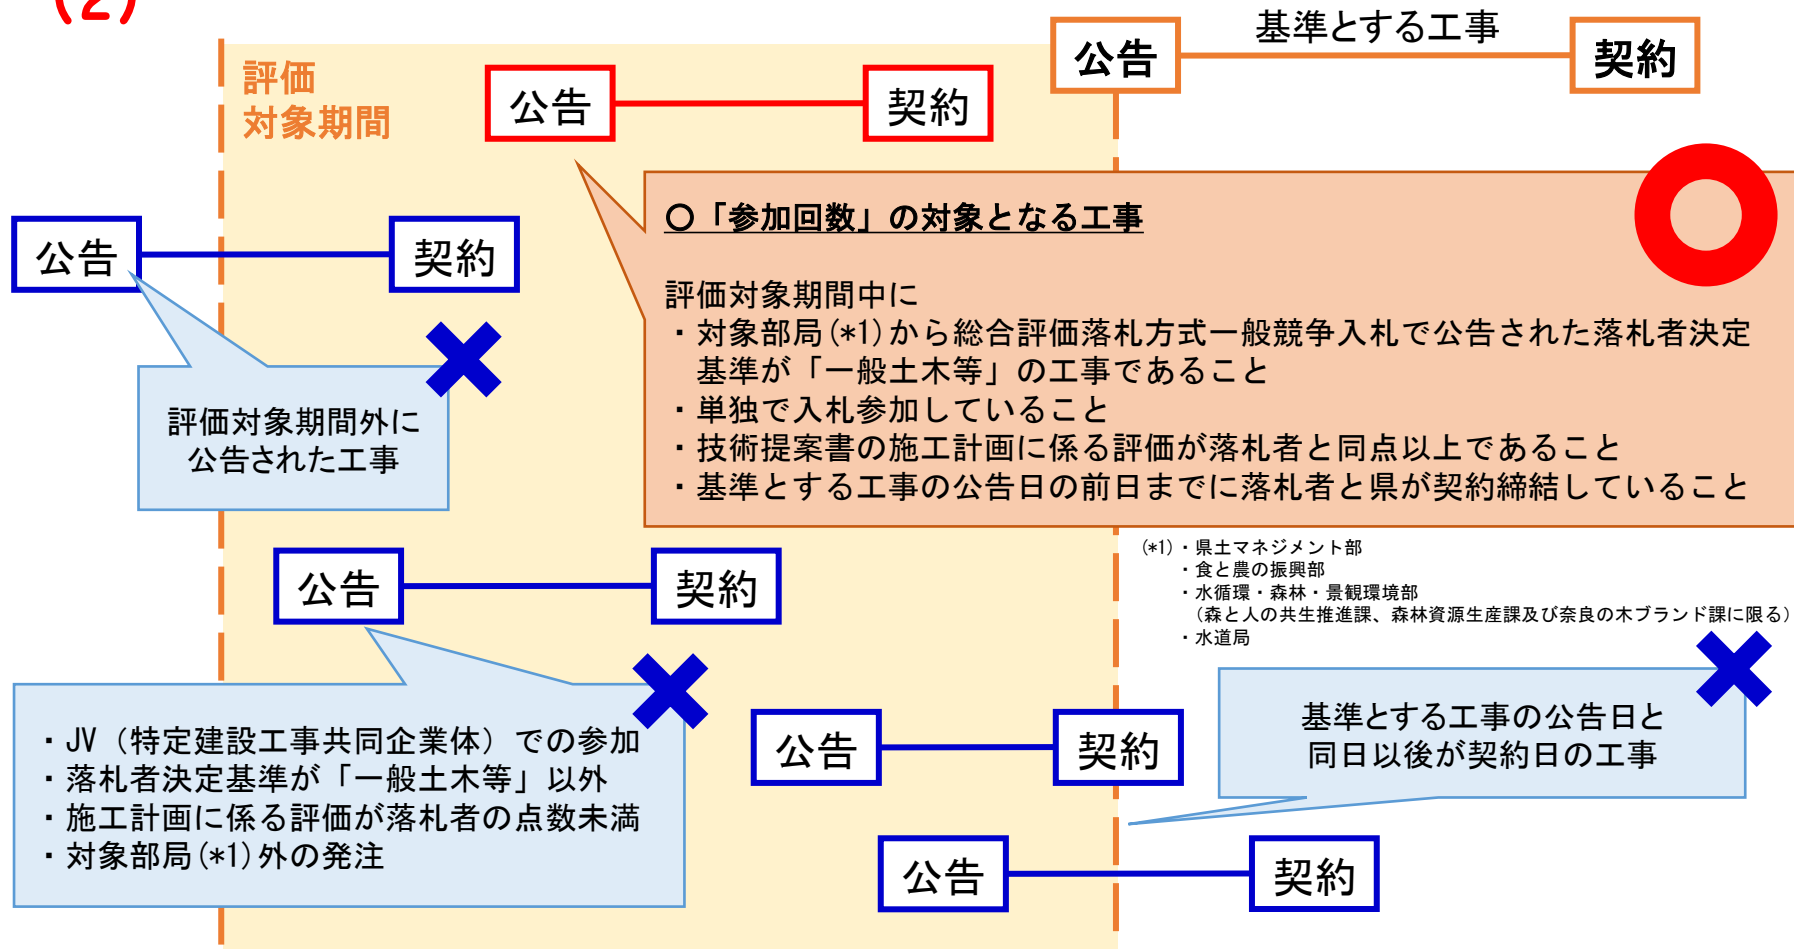 (2)
基準とする工事
公告
契約
評価
対象期間
公告
契約
〇「参加回数」の対象となる工事
評価対象期間中に
・対象部局(*1)から総合評価落札方式一般競争入札で公告された落札者決定
基準が「一般土木等」の工事であること
・単独で入札参加していること
・技術提案書の施工計画に係る評価が落札者と同点以上であること
・基準とする工事の公告日の前日までに落札者と県が契約締結していること
公告
契約
評価対象期間外に
公告された工事
公告
契約
(*1)・県土マネジメント部
・食と農の振興部
・水循環・森林・景観環境部
（森と人の共生推進課、森林資源生産課及び奈良の木ブランド課に限る）
・水道局
・JV（特定建設工事共同企業体）での参加
・落札者決定基準が「一般土木等」以外
・施工計画に係る評価が落札者の点数未満
・対象部局(*1)外の発注
公告
契約
基準とする工事の公告日と
同日以後が契約日の工事
公告
契約